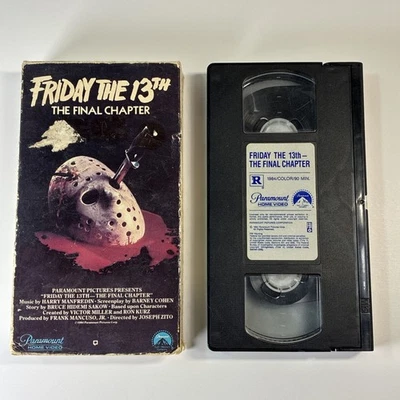 FRIDAY THE 13TH
THE FINAL CHAPTER
PARAMOUNT PICTURES PRESENTS
"FRIDAY THE 13TH—THE FINAL CHAPTER"
Music by HARRY MANFREDIN · Screenplay by BARNEY COHEN
Story by BRUCE HIDEMI SAKOW · Based upon Characters
Created by VICTOR MILLER and RON KURZ
Produced by FRANK MANCUSO, JR. · Directed by JOSEPH ZITO
Paramount
HOME VIDEO
FRIDAY THE 13th—
THE FINAL CHAPTER
R
1984/COLOR/90 MIN.
Paramount
HOME VIDEO